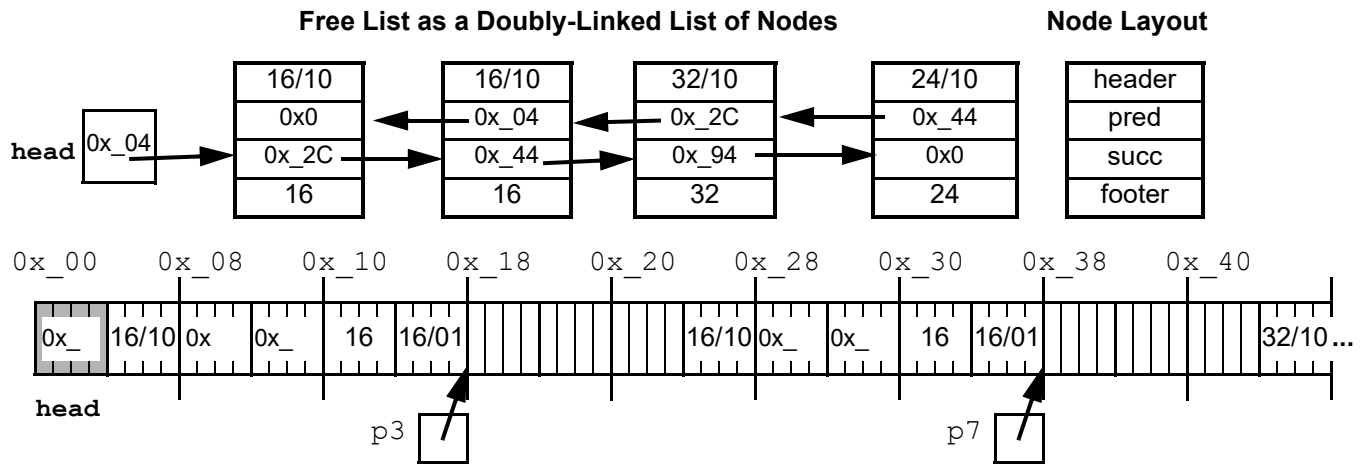 Free List as a Doubly-Linked List of Nodes Node Layout
16/10 16/10 32/10 24/10 header
0x0 0x_04 0x_2C 0x_44 pred
head 0x_04 0x_2C 0x_44 0x_94 0x0 succ
16 16 32 24 footer
0x_00 0x_08 0x_10 0x_18 0x_20 0x_28 0x_30 0x_38 0x_40
0x_ 16/10 0x 0x_ 16 16/01 16/10 0x_ 0x_ 16 16/01 32/10 ...
head
p3 p7